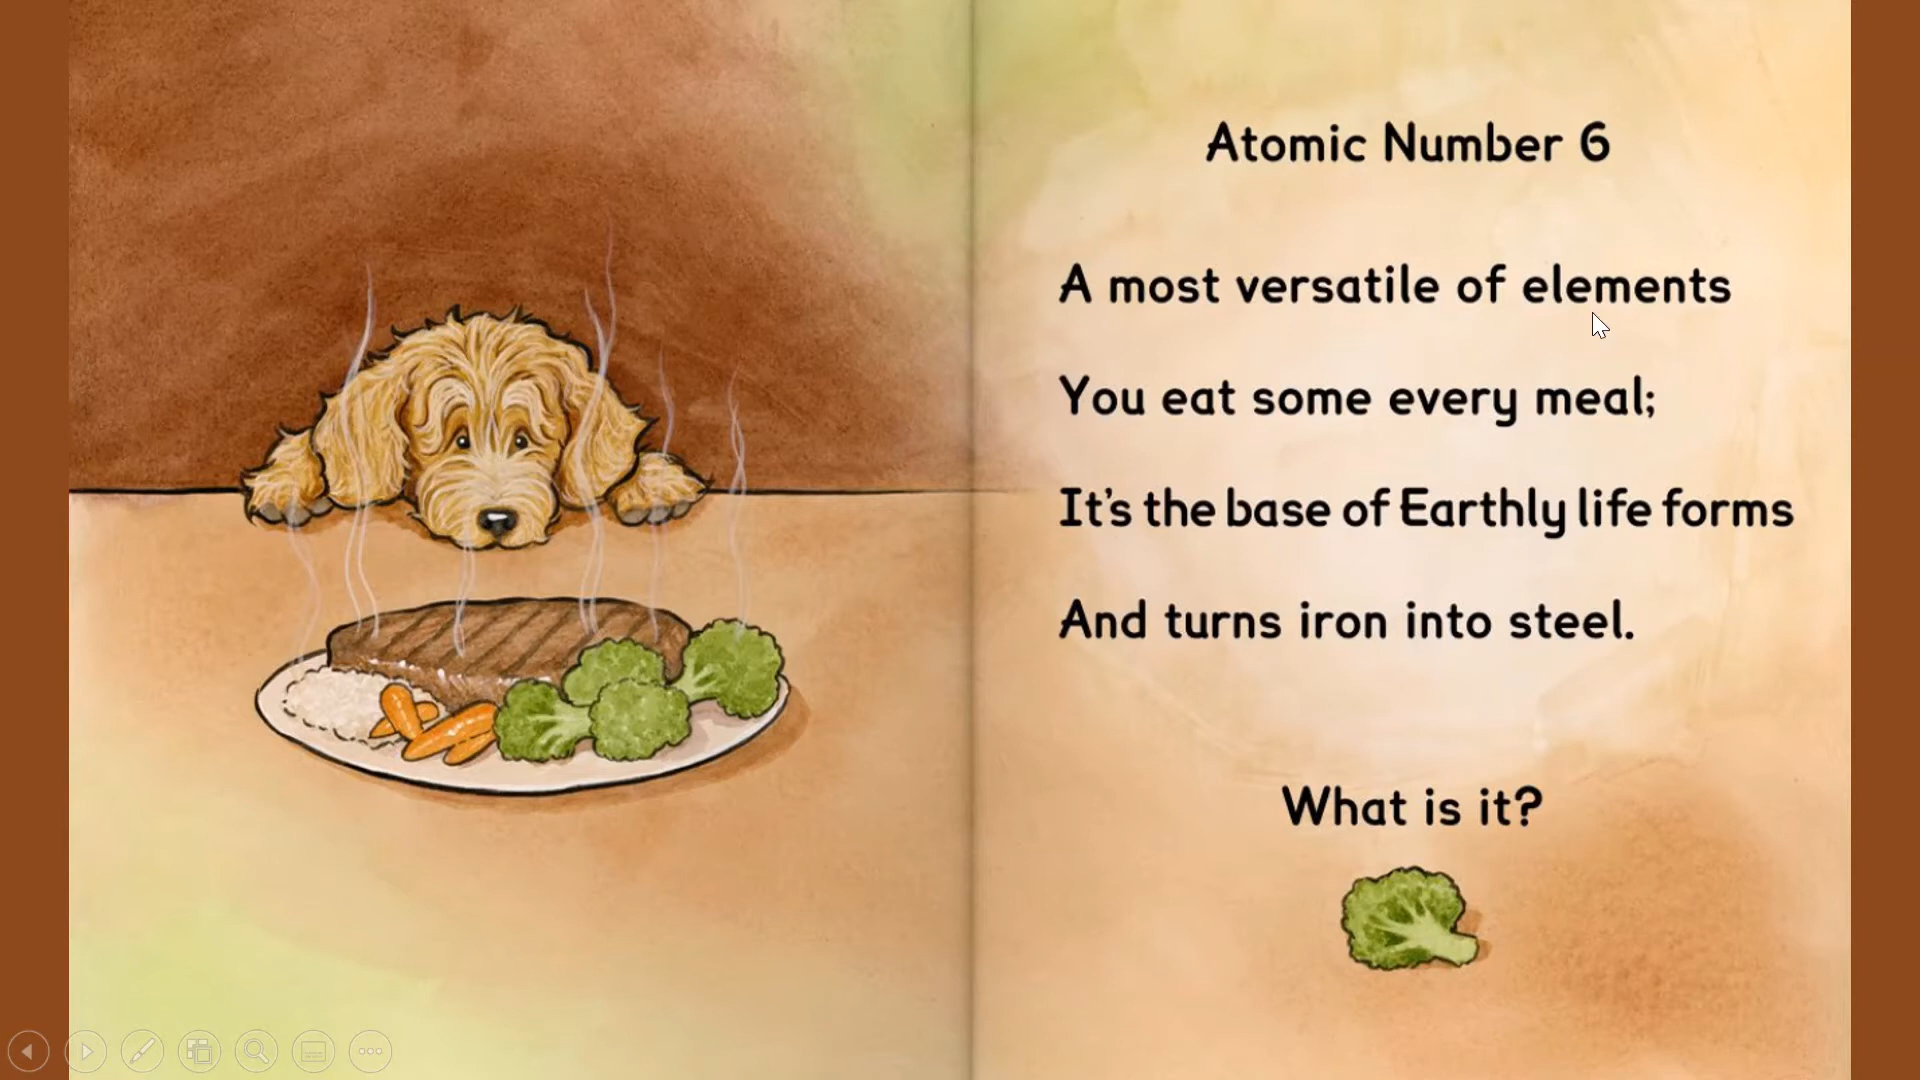 Atomic Number 6
A most versatile of elements
You eat some every meal;
It's the base of Earthly life forms
And turns iron into steel.
What is it?